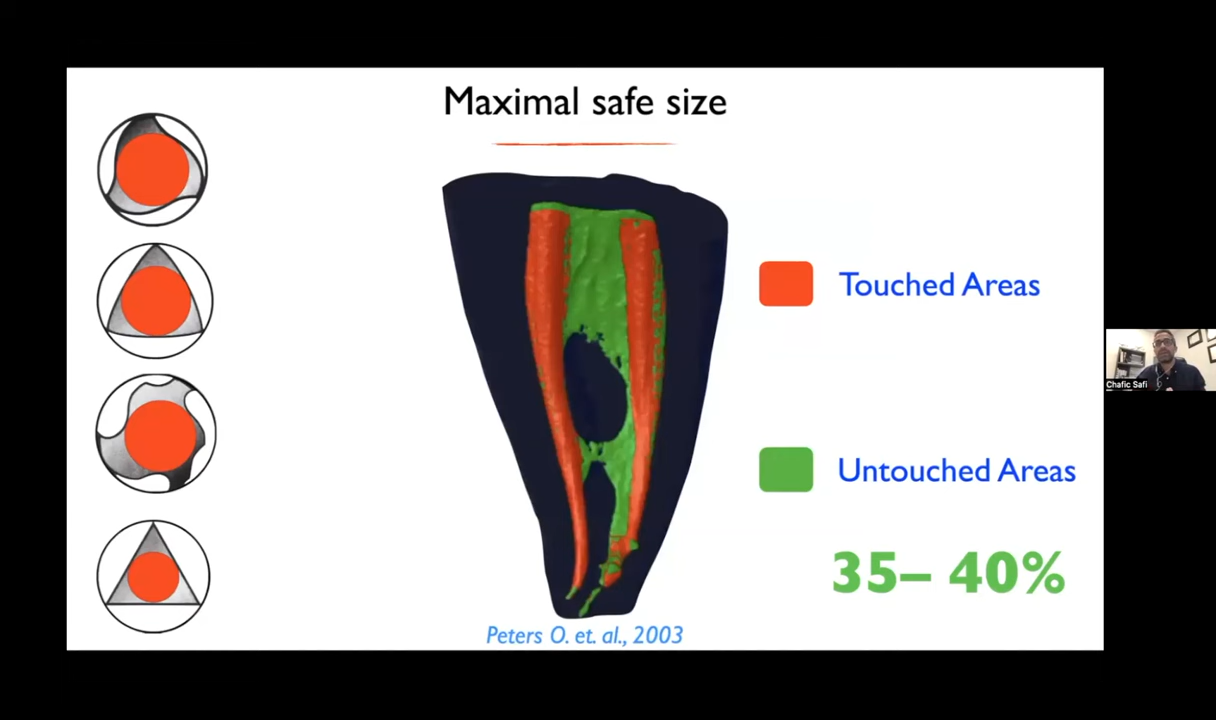 Maximal safe size
Touched Areas
Chafic Safi
Untouched Areas
35– 40%
Peters O. et. al., 2003